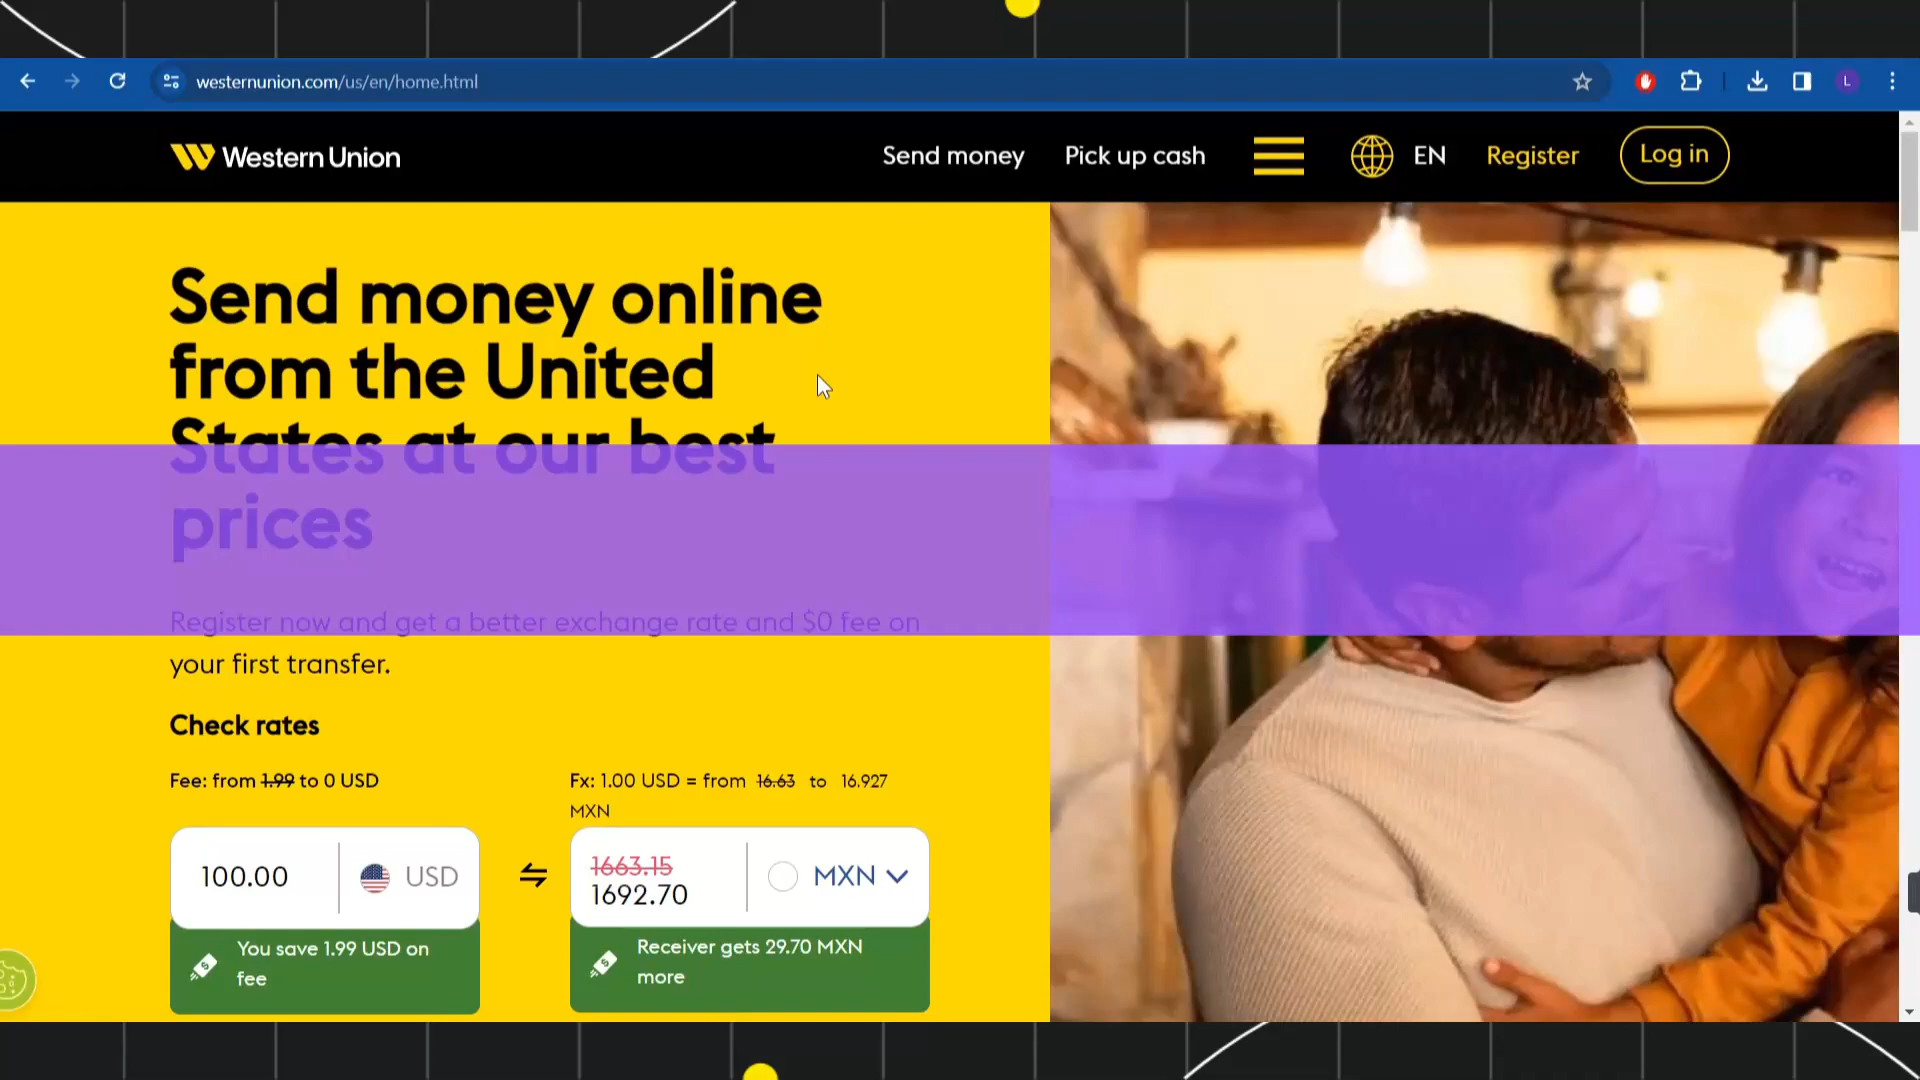 westernunion.com/us/en/home.html
L
Western Union
Send money
Pick up cash
EN
Register
Log in
Send money online
from the United
States at our best
prices
Register now and get a better exchange rate and $0 fee on
your first transfer.
Check rates
Fee: from 1.99 to 0 USD
Fx: 1.00 USD = from 16.63 to 16.927
MXN
100.00
USD
1663.15
1692.70
MXN
You save 1.99 USD on
fee
Receiver gets 29.70 MXN
more